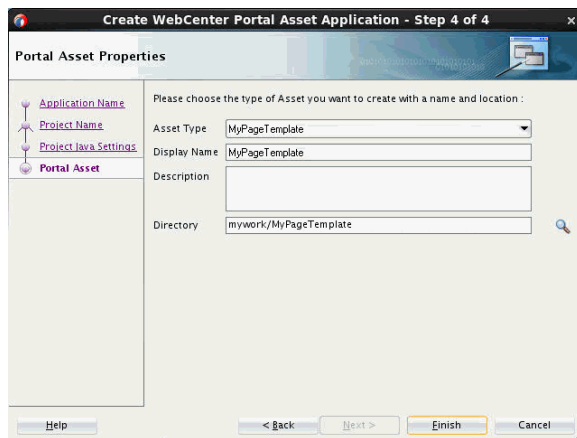 Create WebCenter Portal Asset Application - Step 4 of 4
Portal Asset Properties
Application Name
Project Name
Project Java Settings
Portal Asset
Please choose the type of Asset you want to create with a name and location :
Asset Type
MyPageTemplate
Display Name
MyPageTemplate
Description
Directory
mywork/MyPageTemplate
Help
< Back
Next >
Finish
Cancel